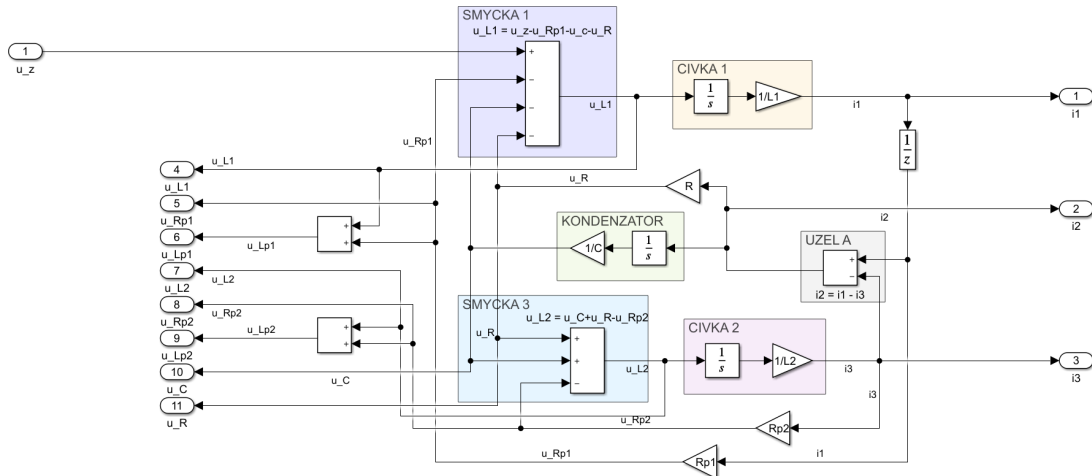 SMYCKA 1
u_L1 = u_z-u_Rp1-u_c-u_R
1
u_z
+
−
−
−
u_L1
CIVKA 1
1
s
1/L1
i1
1
i1
1
z
u_Rp1
4
u_L1
u_L1
5
u_Rp1
6
u_Lp1
u_Lp1
+
+
7
u_L2
u_L2
8
u_Rp2
u_Rp2
9
u_Lp2
u_Lp2
+
+
10
u_C
u_C
11
u_R
u_R
R
i2
2
i2
KONDENZATOR
1/C
1
s
UZEL A
+
−
i2 = i1 - i3
SMYCKA 3
u_L2 = u_C+u_R-u_Rp2
u_R
+
+
−
u_L2
CIVKA 2
1
s
1/L2
i3
3
i3
i3
u_Rp2
Rp2
u_Rp1
Rp1
i1